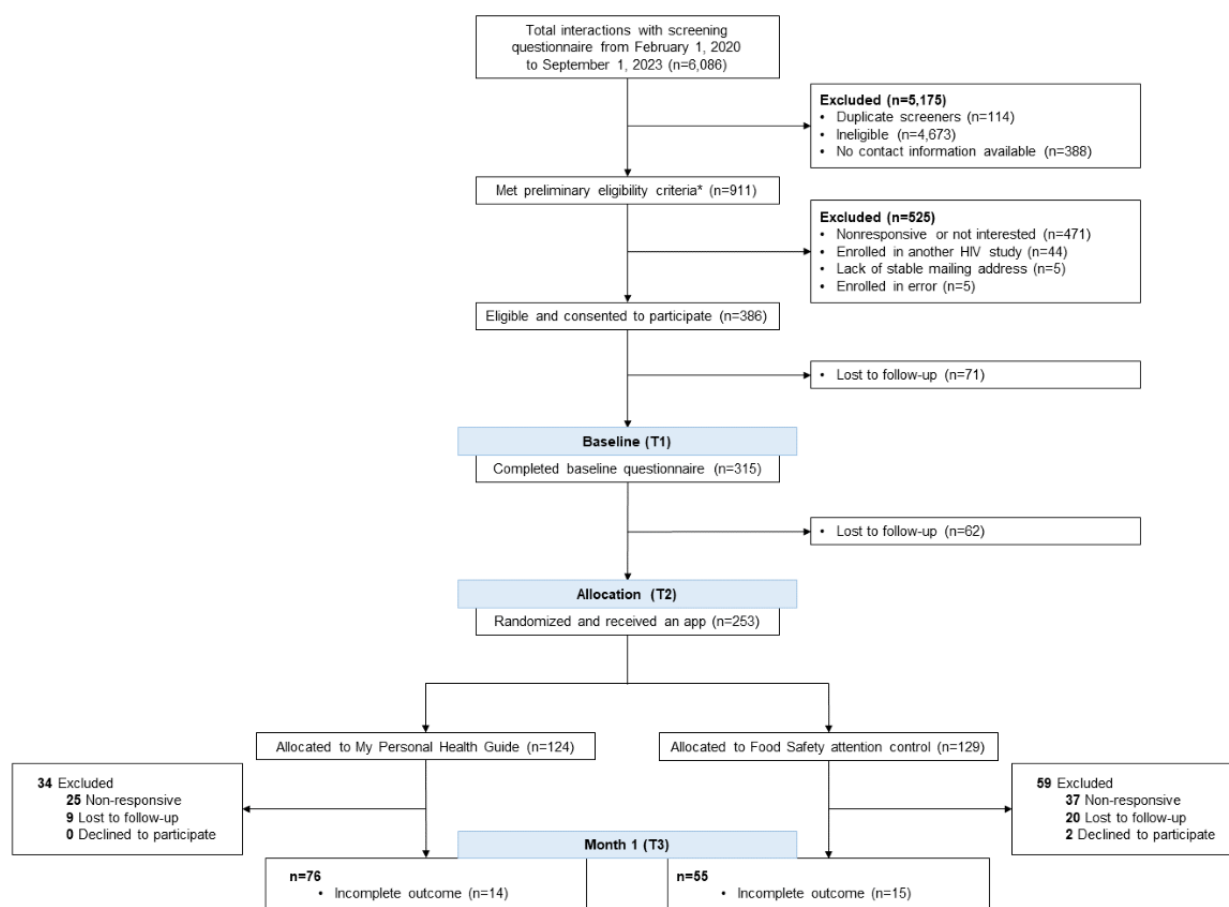 Total interactions with screening
questionnaire from February 1, 2020
to September 1, 2023 (n=6,086)
Excluded (n=5,175)
• Duplicate screeners (n=114)
• Ineligible (n=4,673)
• No contact information available (n=388)
Met preliminary eligibility criteria* (n=911)
Excluded (n=525)
• Nonresponsive or not interested (n=471)
• Enrolled in another HIV study (n=44)
• Lack of stable mailing address (n=5)
• Enrolled in error (n=5)
Eligible and consented to participate (n=386)
• Lost to follow-up (n=71)
Baseline (T1)
Completed baseline questionnaire (n=315)
• Lost to follow-up (n=62)
Allocation (T2)
Randomized and received an app (n=253)
Allocated to My Personal Health Guide (n=124)
Allocated to Food Safety attention control (n=129)
34 Excluded
25 Non-responsive
9 Lost to follow-up
0 Declined to participate
59 Excluded
37 Non-responsive
20 Lost to follow-up
2 Declined to participate
Month 1 (T3)
n=76
• Incomplete outcome (n=14)
n=55
• Incomplete outcome (n=15)